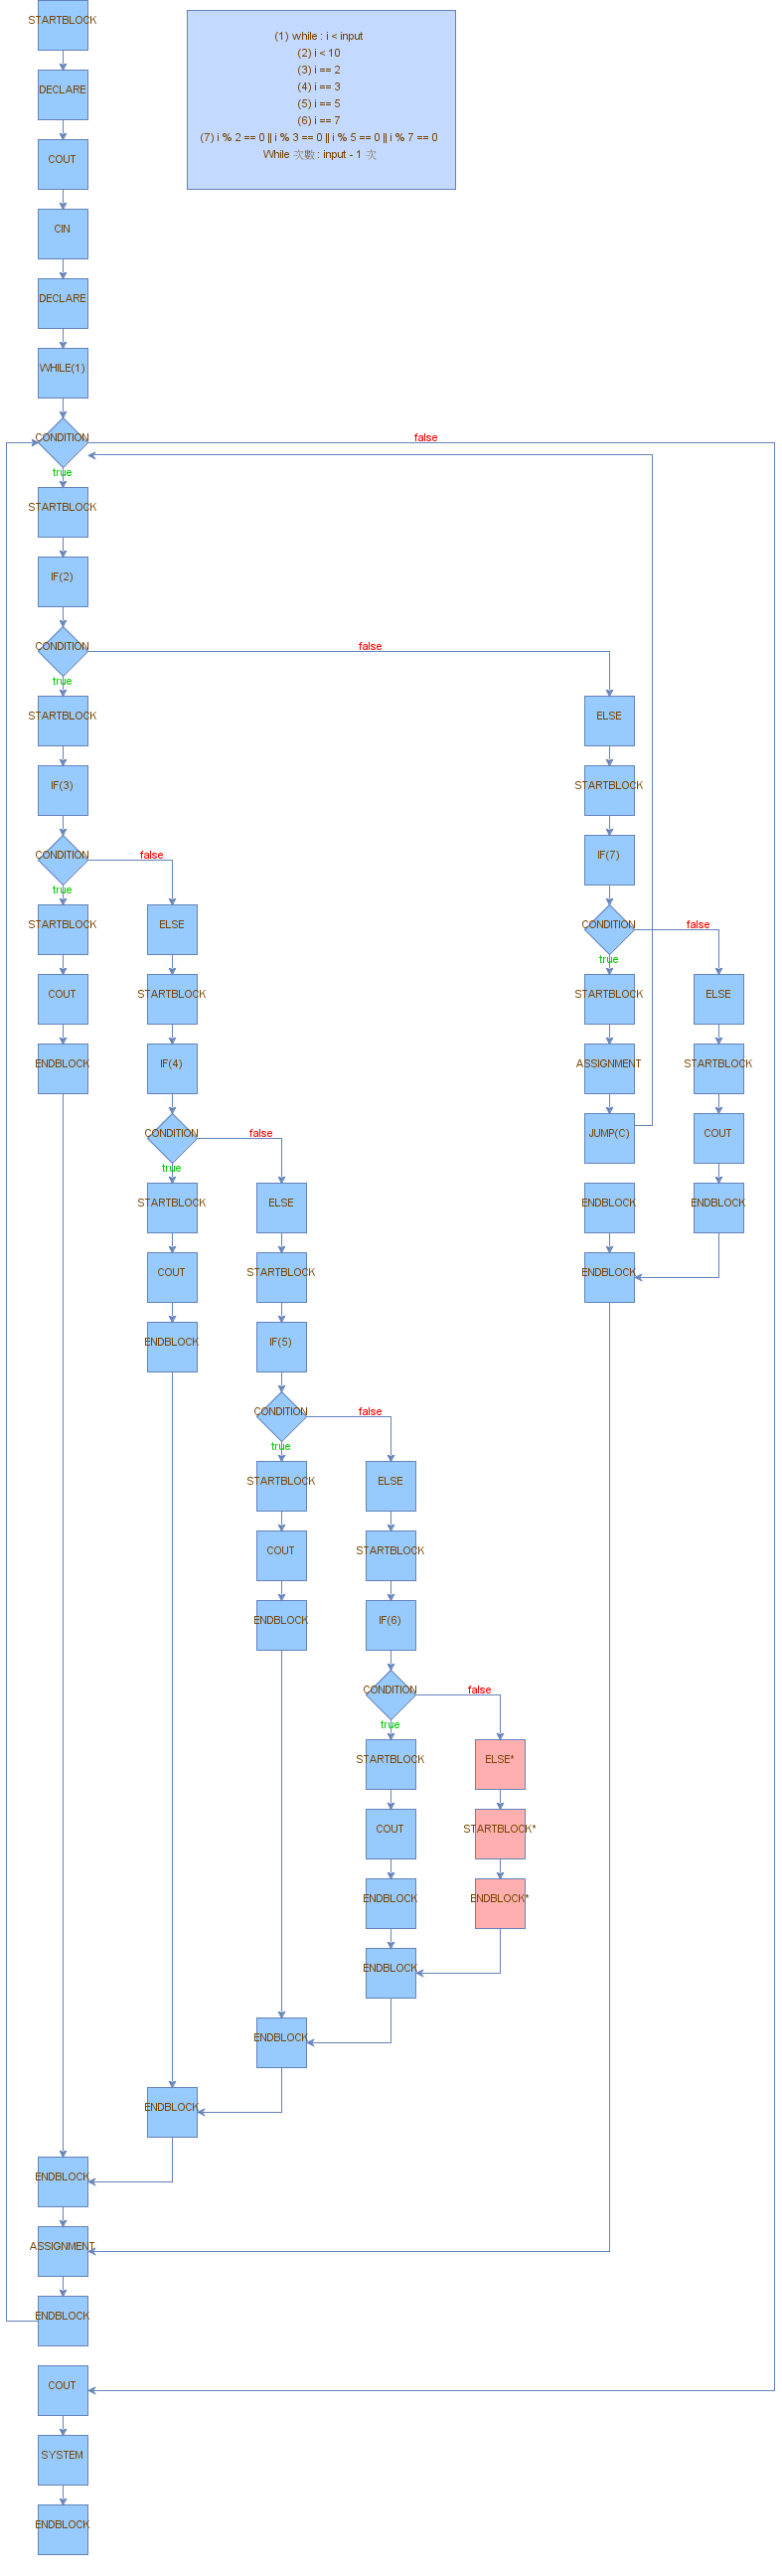 STARTBLOCK
(1) while : i < input
(2) i < 10
(3) i == 2
(4) i == 3
(5) i == 5
(6) i == 7
(7) i % 2 == 0 || i % 3 == 0 || i % 5 == 0 || i % 7 == 0
While 次數 : input - 1 次
DECLARE
COUT
CIN
DECLARE
WHILE(1)
CONDITION
false
true
STARTBLOCK
IF(2)
CONDITION
false
true
STARTBLOCK
ELSE
IF(3)
STARTBLOCK
CONDITION
false
IF(7)
true
STARTBLOCK
ELSE
CONDITION
false
true
COUT
STARTBLOCK
STARTBLOCK
ELSE
ENDBLOCK
IF(4)
ASSIGNMENT
STARTBLOCK
CONDITION
false
JUMP(C)
COUT
true
STARTBLOCK
ELSE
ENDBLOCK
ENDBLOCK
COUT
STARTBLOCK
ENDBLOCK
ENDBLOCK
IF(5)
CONDITION
false
true
STARTBLOCK
ELSE
COUT
STARTBLOCK
ENDBLOCK
IF(6)
CONDITION
false
true
STARTBLOCK
ELSE*
COUT
STARTBLOCK*
ENDBLOCK
ENDBLOCK*
ENDBLOCK
ENDBLOCK
ENDBLOCK
ENDBLOCK
ASSIGNMENT
ENDBLOCK
COUT
SYSTEM
ENDBLOCK